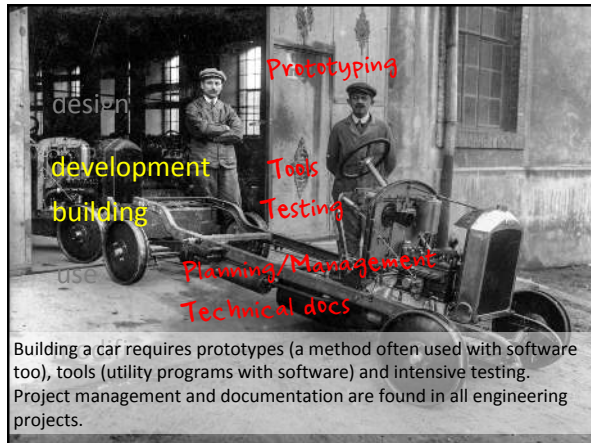 Prototyping
design
development
Tools
building
Testing
use
Planning/Management
Technical docs
Building a car requires prototypes (a method often used with software
too), tools (utility programs with software) and intensive testing.
Project management and documentation are found in all engineering
projects.